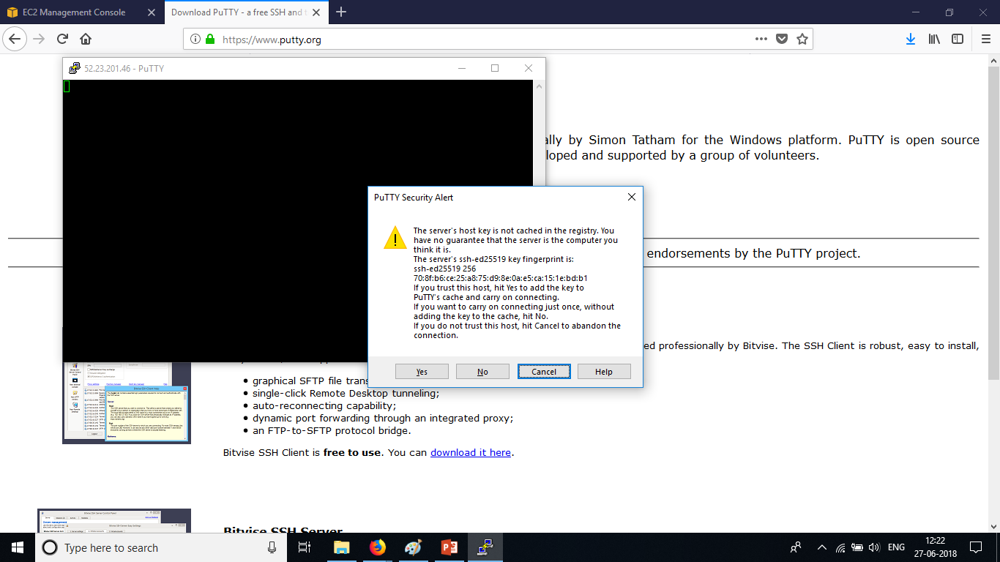 EC2 Management Console
Download PuTTY - a free SSH and t
https://www.putty.org
52.23.201.46 - PuTTY
ally by Simon Tatham for the Windows platform. PuTTY is open source
loped and supported by a group of volunteers.
PuTTY Security Alert
The server's host key is not cached in the registry. You
have no guarantee that the server is the computer you
think it is.
The server's ssh-ed25519 key fingerprint is:
ssh-ed25519 256
70:8f:b6:ce:25:a8:75:d9:8e:0a:e5:ca:15:1e:bd:b1
If you trust this host, hit Yes to add the key to
PuTTY's cache and carry on connecting.
If you want to carry on connecting just once, without
adding the key to the cache, hit No.
If you do not trust this host, hit Cancel to abandon the
connection.
Yes No Cancel Help
endorsements by the PuTTY project.
ed professionally by Bitvise. The SSH Client is robust, easy to install,
• graphical SFTP file trans
• single-click Remote Desktop tunneling;
• auto-reconnecting capability;
• dynamic port forwarding through an integrated proxy;
• an FTP-to-SFTP protocol bridge.
Bitvise SSH Client is free to use. You can download it here.
Bitvise SSH Server
Type here to search
ENG
12:22
27-06-2018